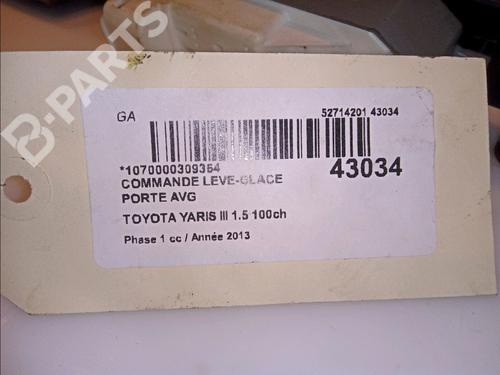 B-PARTS
GA
52714201 43034
*1070000309354
43034
COMMANDE LEVE-GLACE
PORTE AVG
TOYOTA YARIS III 1.5 100ch
Phase 1 cc / Année 2013